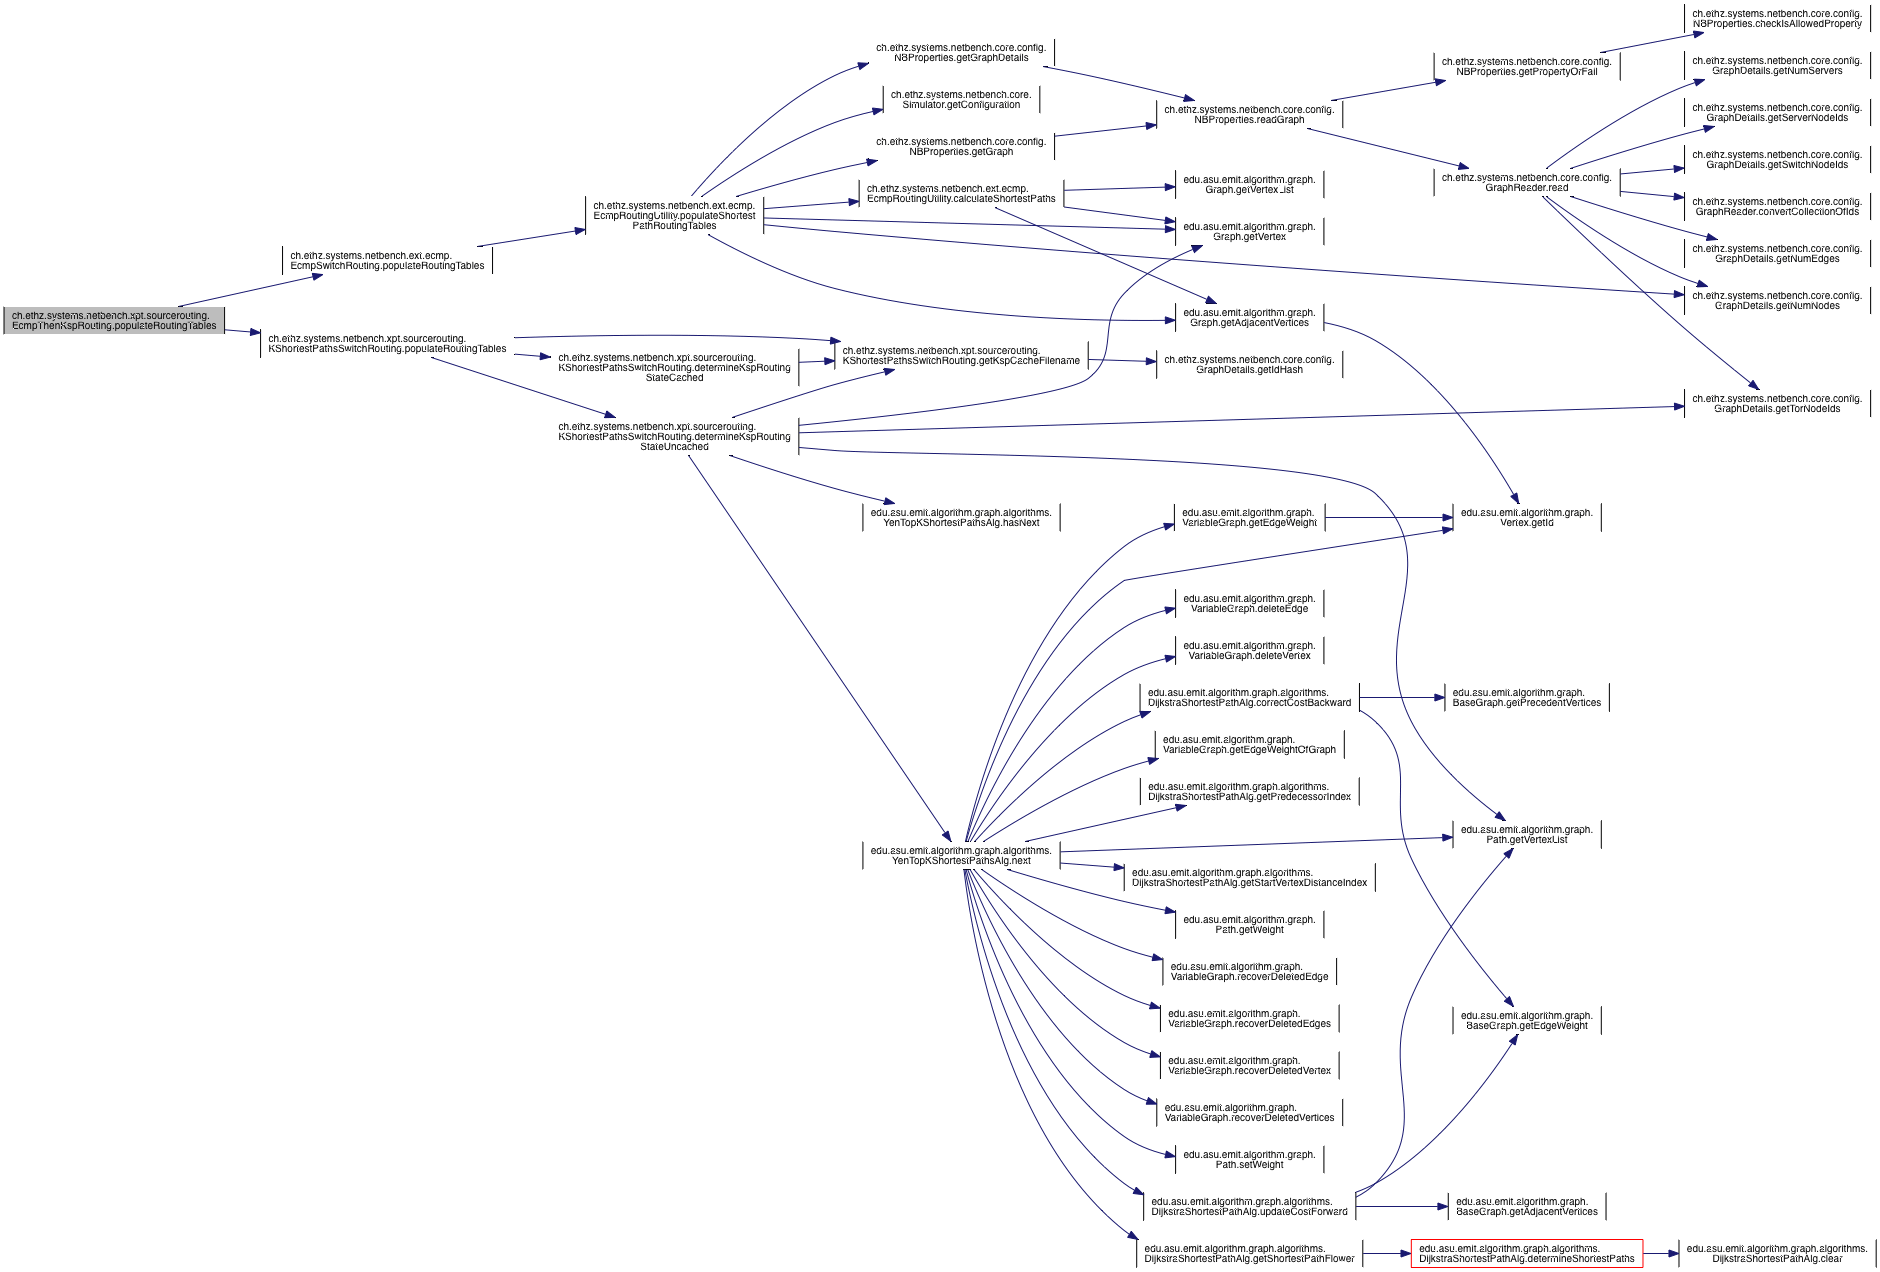 ch.ethz.systems.netbench.xpt.sourcerouting.
EcmpThenKspRouting.populateRoutingTables
ch.ethz.systems.netbench.ext.ecmp.
EcmpSwitchRouting.populateRoutingTables
ch.ethz.systems.netbench.xpt.sourcerouting.
KShortestPathsSwitchRouting.populateRoutingTables
ch.ethz.systems.netbench.ext.ecmp.
EcmpRoutingUtility.populateShortest
PathRoutingTables
ch.ethz.systems.netbench.xpt.sourcerouting.
KShortestPathsSwitchRouting.determineKspRouting
StateCached
ch.ethz.systems.netbench.xpt.sourcerouting.
KShortestPathsSwitchRouting.determineKspRouting
StateUncached
ch.ethz.systems.netbench.core.config.
NBProperties.getGraphDetails
ch.ethz.systems.netbench.core.
Simulator.getConfiguration
ch.ethz.systems.netbench.core.config.
NBProperties.getGraph
ch.ethz.systems.netbench.ext.ecmp.
EcmpRoutingUtility.calculateShortestPaths
ch.ethz.systems.netbench.xpt.sourcerouting.
KShortestPathsSwitchRouting.getKspCacheFilename
edu.asu.emit.algorithm.graph.algorithms.
YenTopKShortestPathsAlg.hasNext
edu.asu.emit.algorithm.graph.algorithms.
YenTopKShortestPathsAlg.next
ch.ethz.systems.netbench.core.config.
NBProperties.readGraph
edu.asu.emit.algorithm.graph.
Graph.getVertexList
edu.asu.emit.algorithm.graph.
Graph.getVertex
edu.asu.emit.algorithm.graph.
Graph.getAdjacentVertices
ch.ethz.systems.netbench.core.config.
GraphDetails.getIdHash
edu.asu.emit.algorithm.graph.
VariableGraph.getEdgeWeight
edu.asu.emit.algorithm.graph.
VariableGraph.deleteEdge
edu.asu.emit.algorithm.graph.
VariableGraph.deleteVertex
edu.asu.emit.algorithm.graph.algorithms.
DijkstraShortestPathAlg.correctCostBackward
edu.asu.emit.algorithm.graph.
VariableGraph.getEdgeWeightOfGraph
edu.asu.emit.algorithm.graph.algorithms.
DijkstraShortestPathAlg.getPredecessorIndex
edu.asu.emit.algorithm.graph.algorithms.
DijkstraShortestPathAlg.getStartVertexDistanceIndex
edu.asu.emit.algorithm.graph.
Path.getWeight
edu.asu.emit.algorithm.graph.
VariableGraph.recoverDeletedEdge
edu.asu.emit.algorithm.graph.
VariableGraph.recoverDeletedEdges
edu.asu.emit.algorithm.graph.
VariableGraph.recoverDeletedVertex
edu.asu.emit.algorithm.graph.
VariableGraph.recoverDeletedVertices
edu.asu.emit.algorithm.graph.
Path.setWeight
edu.asu.emit.algorithm.graph.algorithms.
DijkstraShortestPathAlg.updateCostForward
edu.asu.emit.algorithm.graph.algorithms.
DijkstraShortestPathAlg.getShortestPathFlower
ch.ethz.systems.netbench.core.config.
NBProperties.getPropertyOrFail
ch.ethz.systems.netbench.core.config.
GraphReader.read
edu.asu.emit.algorithm.graph.
Vertex.getId
edu.asu.emit.algorithm.graph.
BaseGraph.getPrecedentVertices
edu.asu.emit.algorithm.graph.
Path.getVertexList
edu.asu.emit.algorithm.graph.
BaseGraph.getEdgeWeight
edu.asu.emit.algorithm.graph.
BaseGraph.getAdjacentVertices
edu.asu.emit.algorithm.graph.algorithms.
DijkstraShortestPathAlg.determineShortestPaths
ch.ethz.systems.netbench.core.config.
NBProperties.checkIsAllowedProperty
ch.ethz.systems.netbench.core.config.
GraphDetails.getNumServers
ch.ethz.systems.netbench.core.config.
GraphDetails.getServerNodeIds
ch.ethz.systems.netbench.core.config.
GraphDetails.getSwitchNodeIds
ch.ethz.systems.netbench.core.config.
GraphReader.convertCollectionOfIds
ch.ethz.systems.netbench.core.config.
GraphDetails.getNumEdges
ch.ethz.systems.netbench.core.config.
GraphDetails.getNumNodes
ch.ethz.systems.netbench.core.config.
GraphDetails.getTorNodeIds
edu.asu.emit.algorithm.graph.algorithms.
DijkstraShortestPathAlg.clear